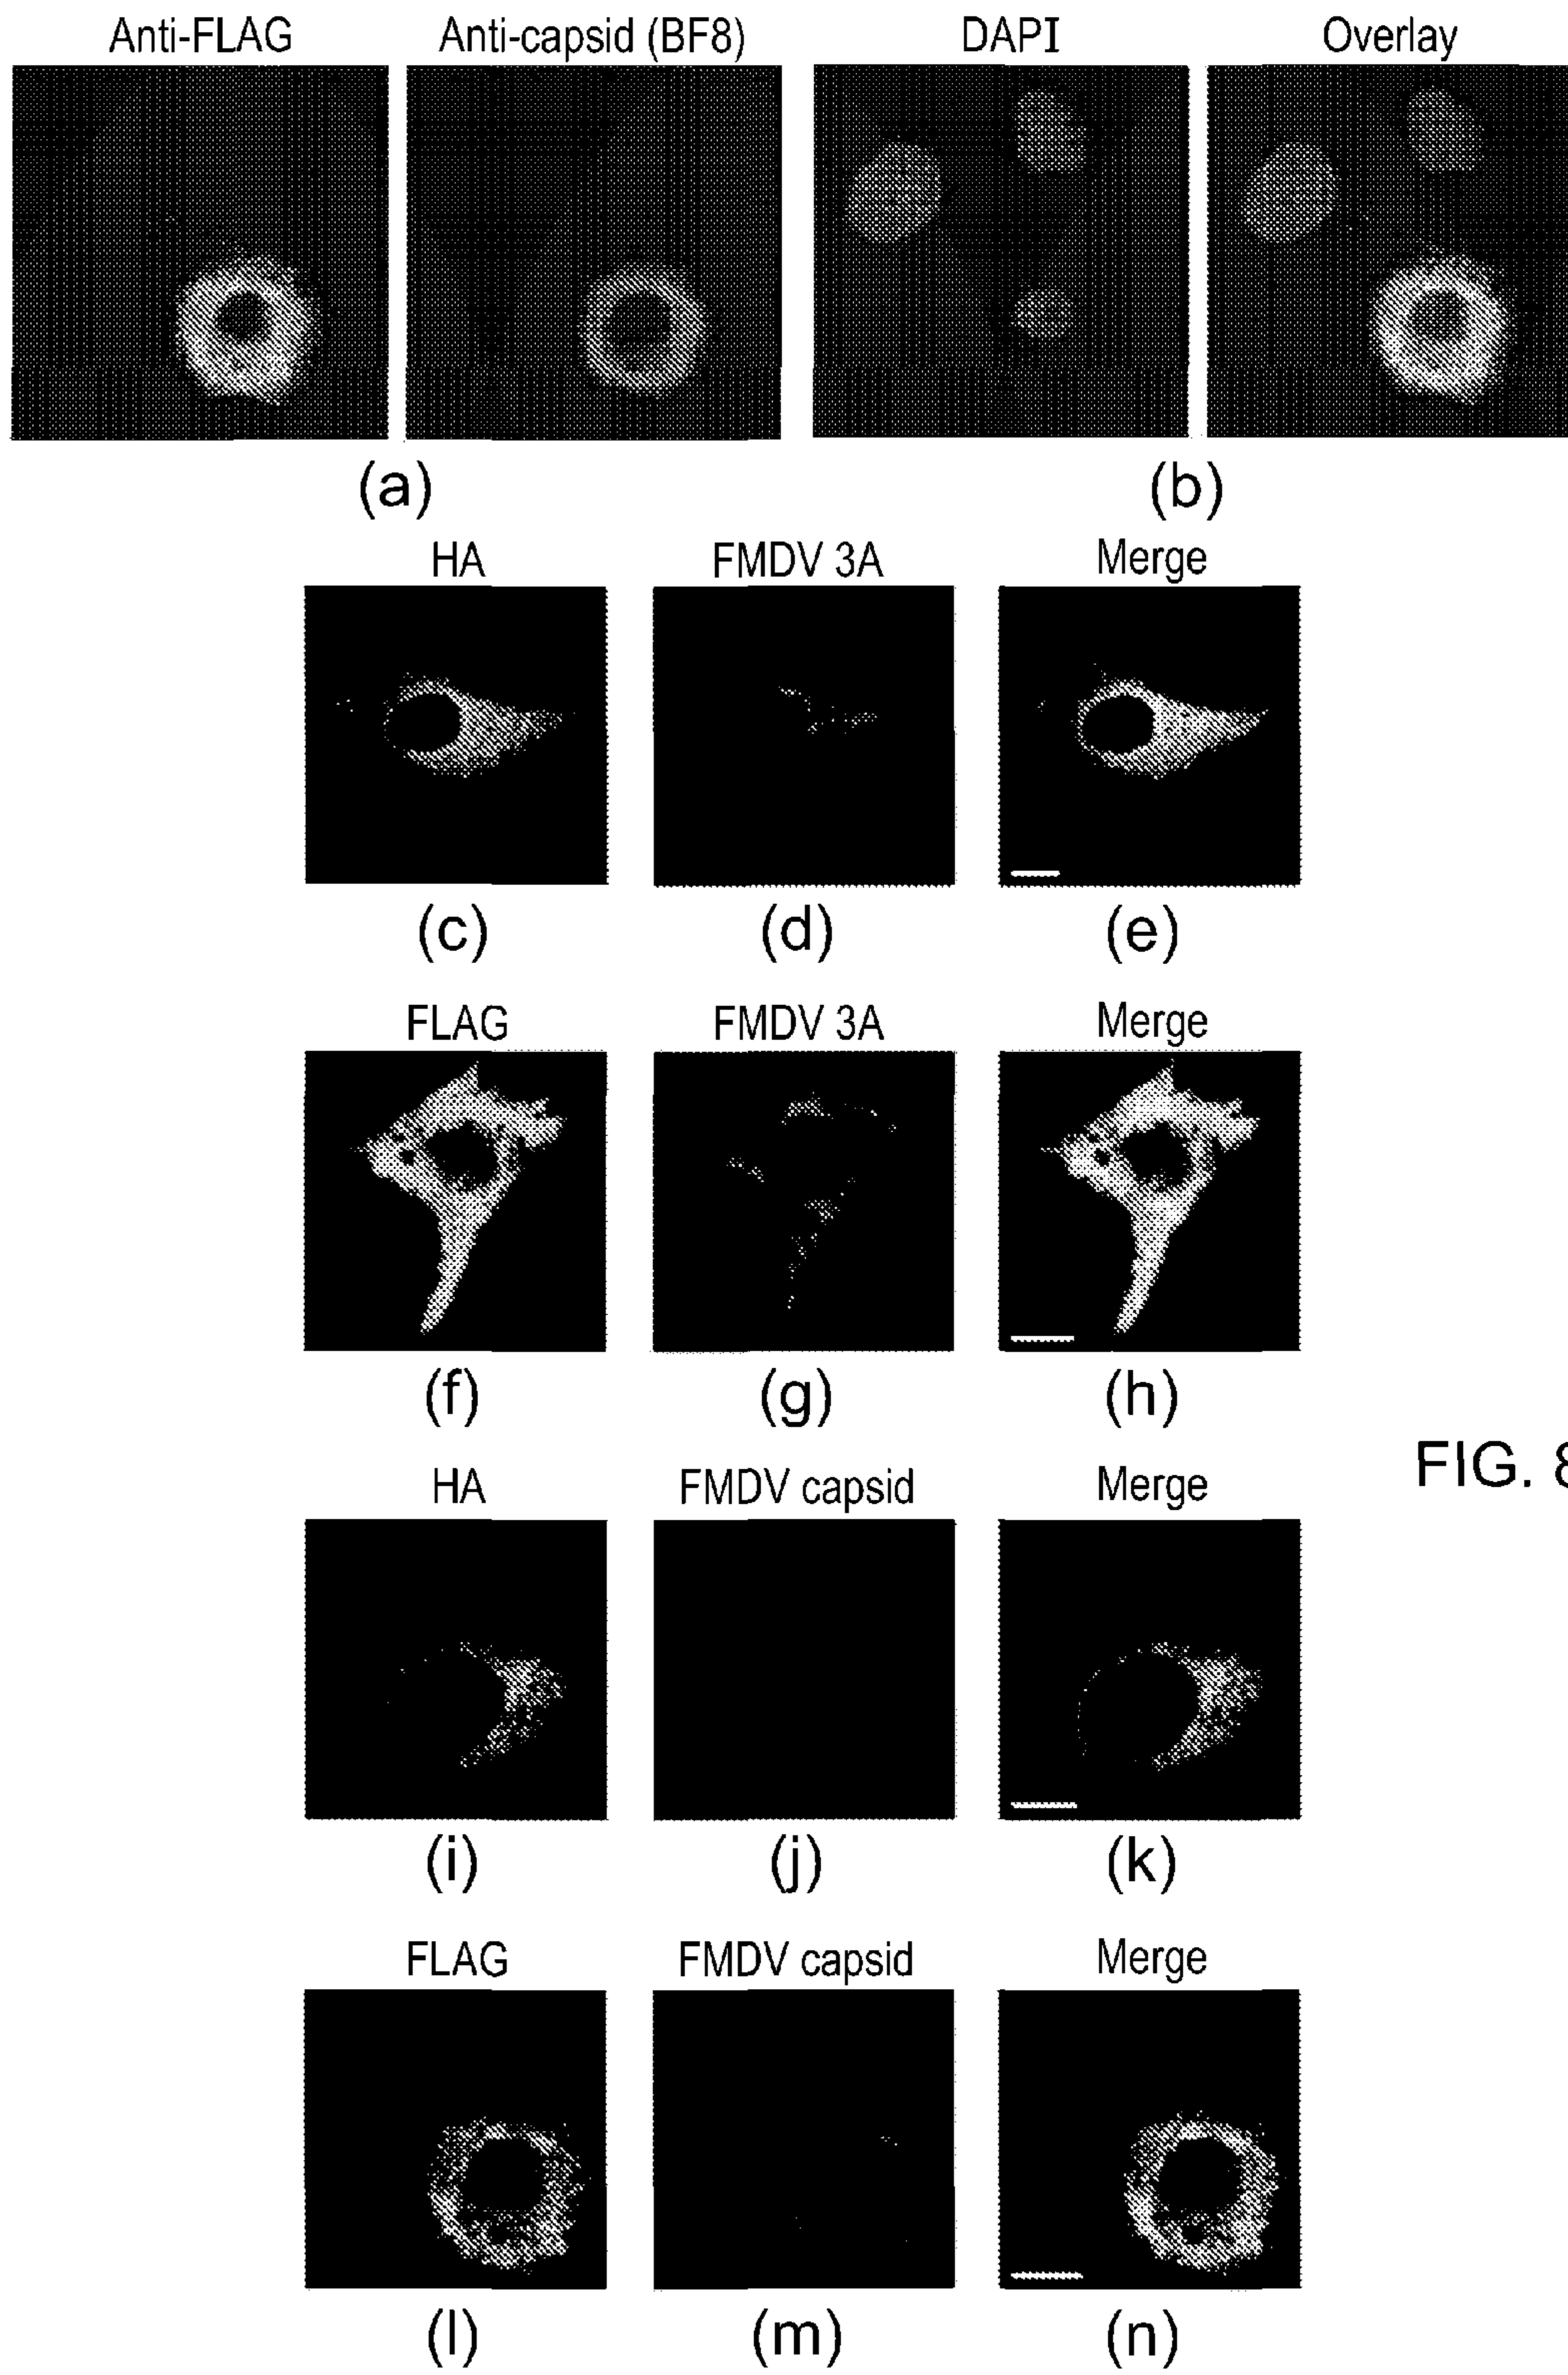 Anti-FLAG Anti-capsid (BF8) DAPI Overlay
(a) (b)
HA FMDV 3A Merge
(c) (d) (e)
FLAG FMDV 3A Merge
(f) (g) (h)
FIG. 8
HA FMDV capsid Merge
(i) (j) (k)
FLAG FMDV capsid Merge
(l) (m) (n)